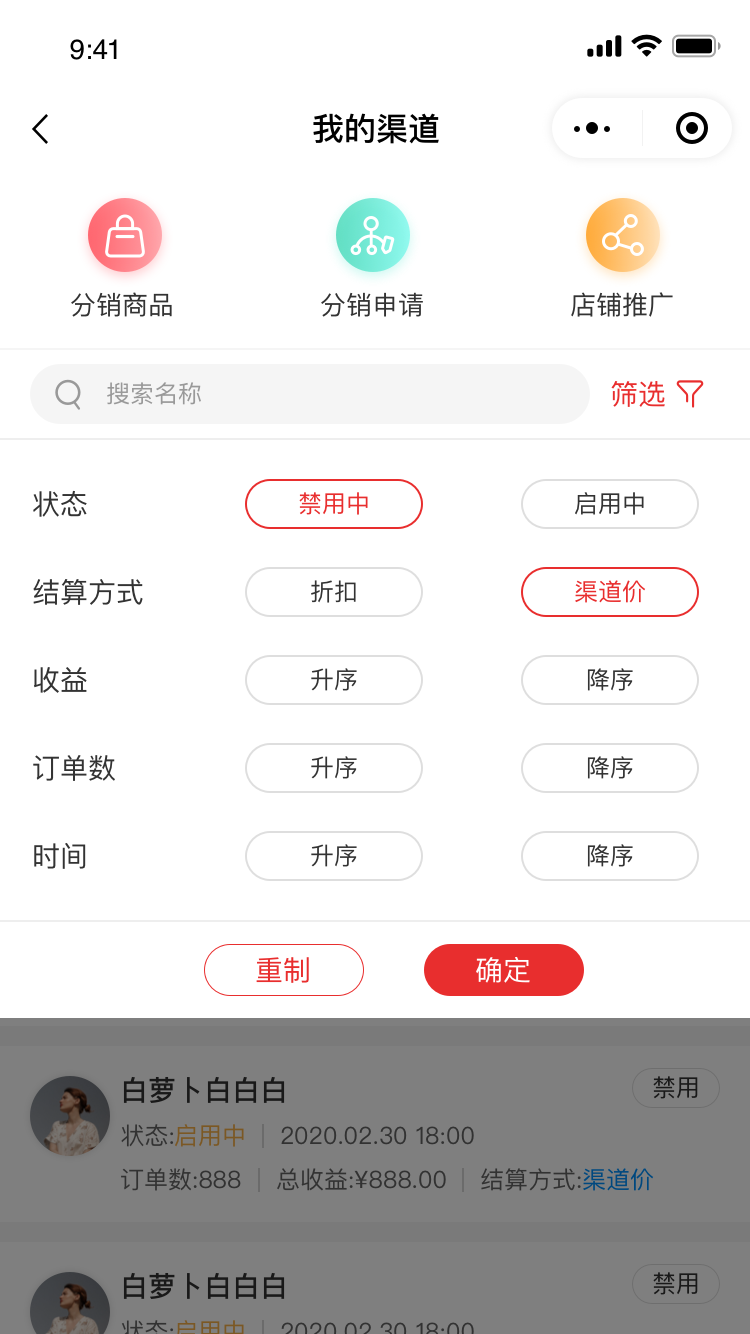 9:41
我的渠道
分销商品 分销申请 店铺推广
搜索名称 筛选
状态 禁用中 启用中
结算方式 折扣 渠道价
收益 升序 降序
订单数 升序 降序
时间 升序 降序
重制 确定
白萝卜白白白 禁用
状态:启用中 2020.02.30 18:00
订单数:888 总收益:¥888.00 结算方式:渠道价
白萝卜白白白 禁用
状态:启用中 2020.02.30 18:00